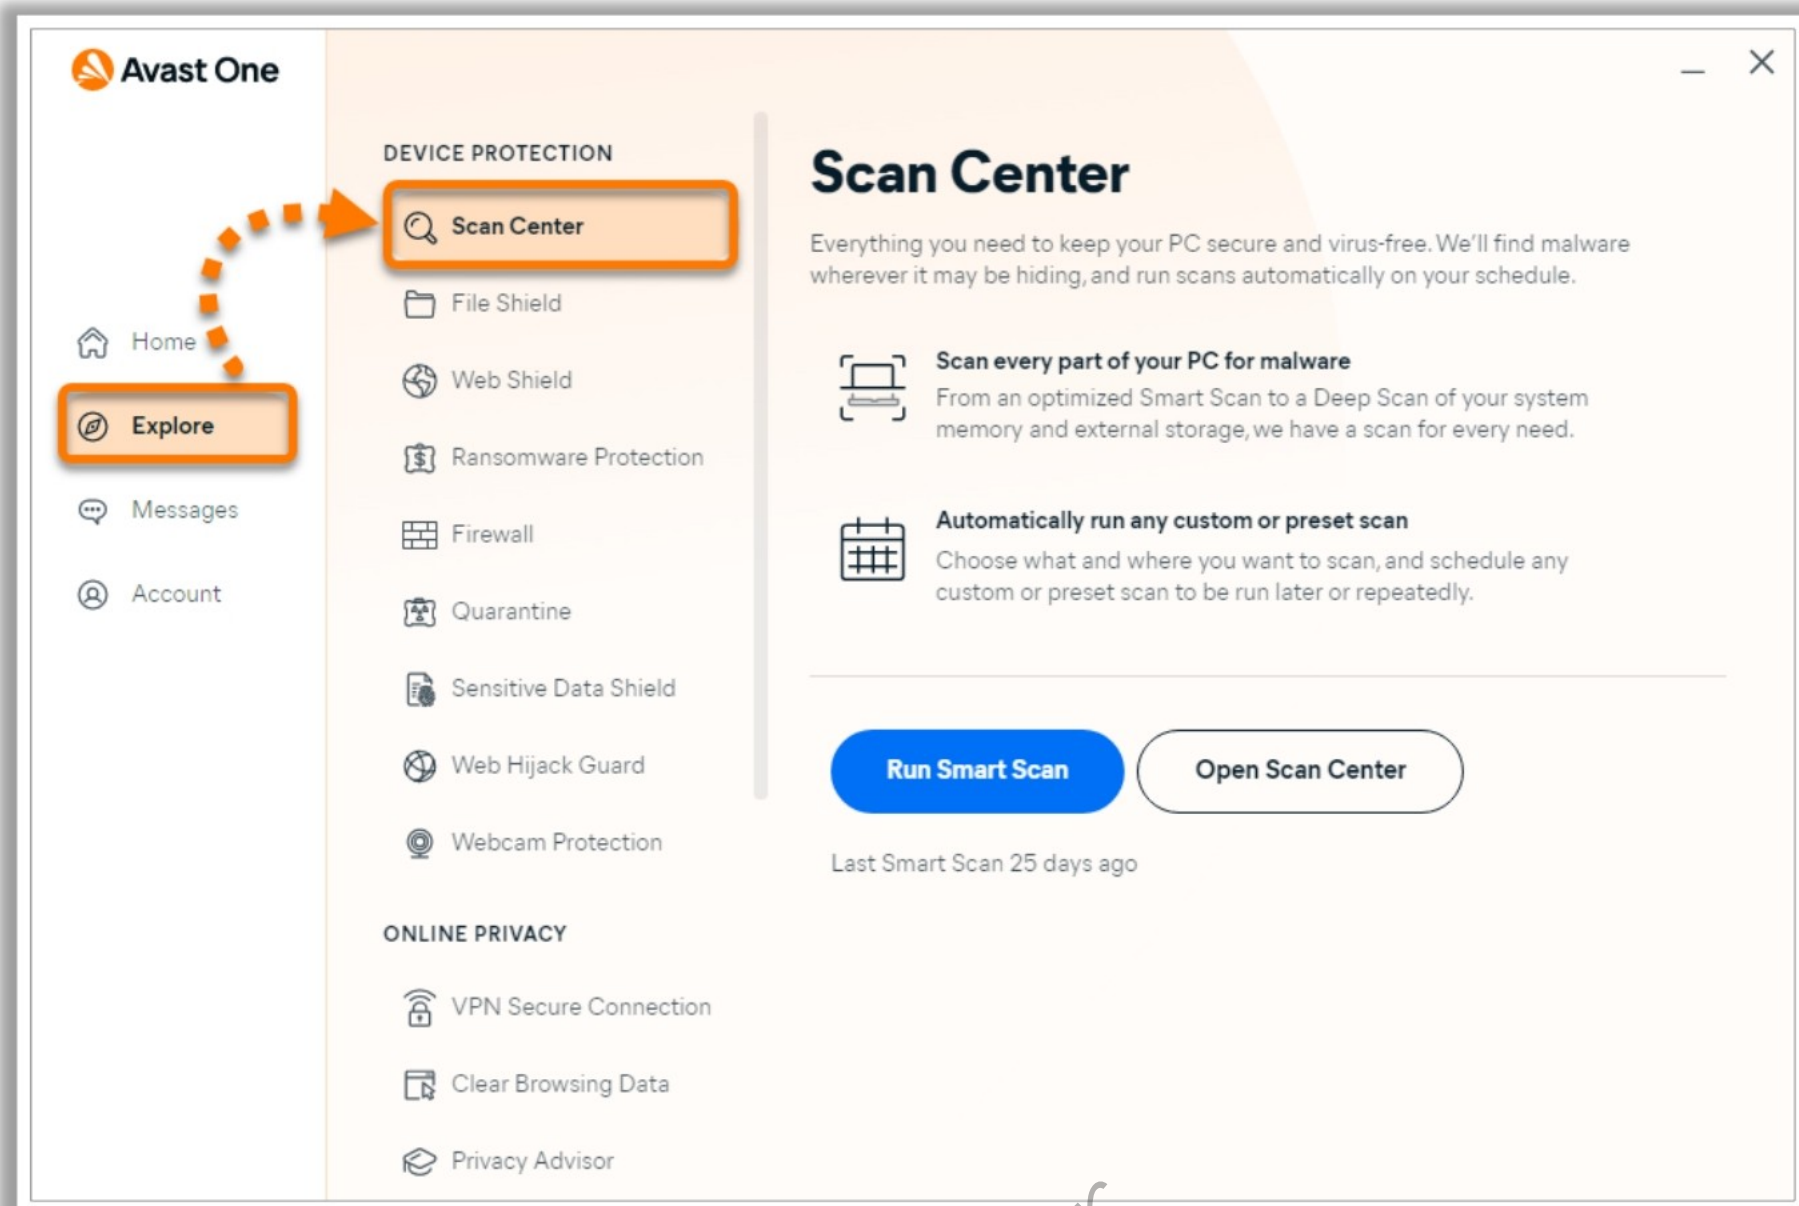 Avast One
Home
Explore
Messages
Account
DEVICE PROTECTION
Scan Center
File Shield
Web Shield
Ransomware Protection
Firewall
Quarantine
Sensitive Data Shield
Web Hijack Guard
Webcam Protection
ONLINE PRIVACY
VPN Secure Connection
Clear Browsing Data
Privacy Advisor
Scan Center
Everything you need to keep your PC secure and virus-free. We'll find malware
wherever it may be hiding, and run scans automatically on your schedule.
Scan every part of your PC for malware
From an optimized Smart Scan to a Deep Scan of your system
memory and external storage, we have a scan for every need.
Automatically run any custom or preset scan
Choose what and where you want to scan, and schedule any
custom or preset scan to be run later or repeatedly.
Run Smart Scan
Open Scan Center
Last Smart Scan 25 days ago